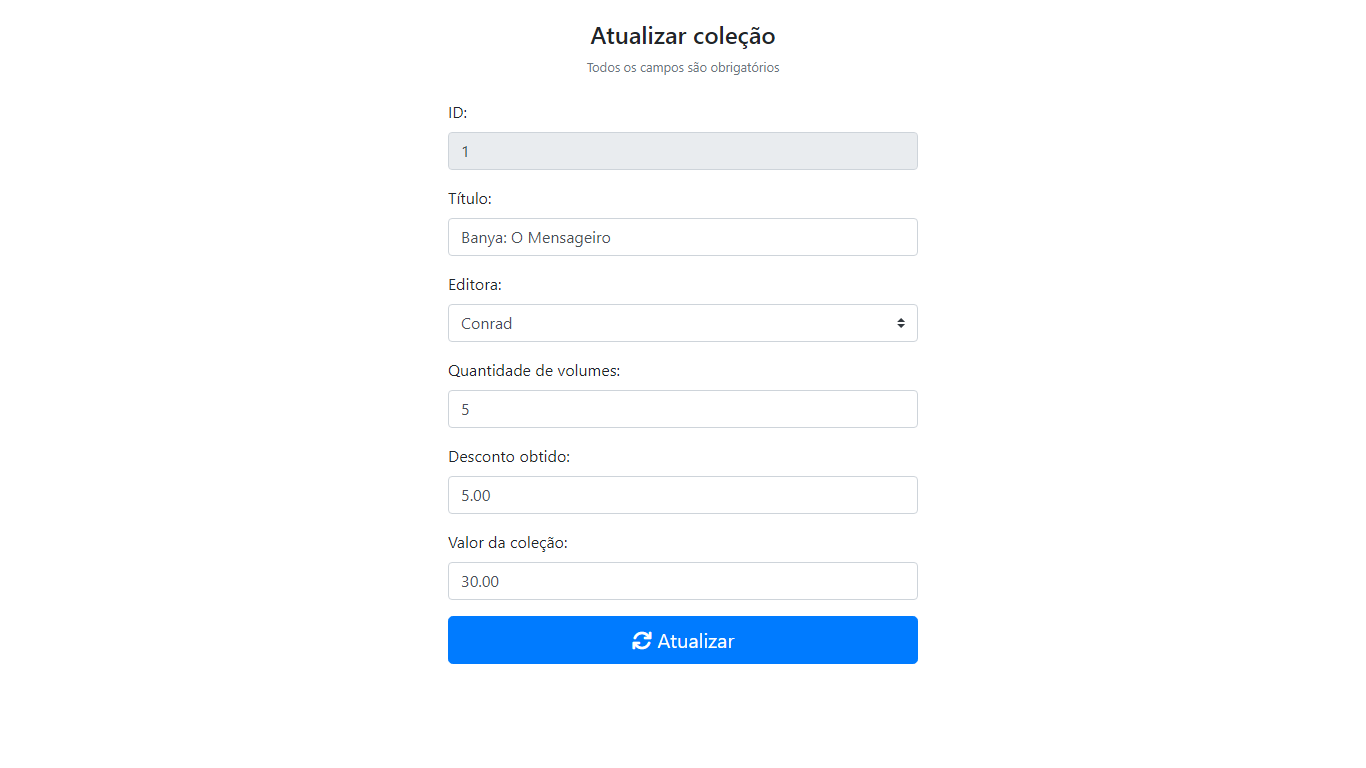 Atualizar coleção
Todos os campos são obrigatórios
ID:
1
Título:
Banya: O Mensageiro
Editora:
Conrad
Quantidade de volumes:
5
Desconto obtido:
5.00
Valor da coleção:
30.00
Atualizar